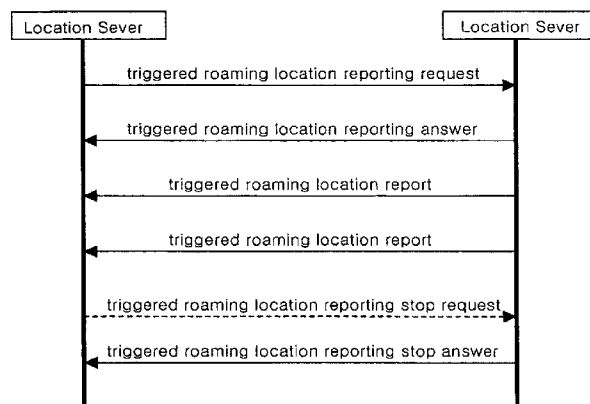 Location Sever
Location Sever
triggered roaming location reporting request
triggered roaming location reporting answer
triggered roaming location report
triggered roaming location report
triggered roaming location reporting stop request
triggered roaming location reporting stop answer